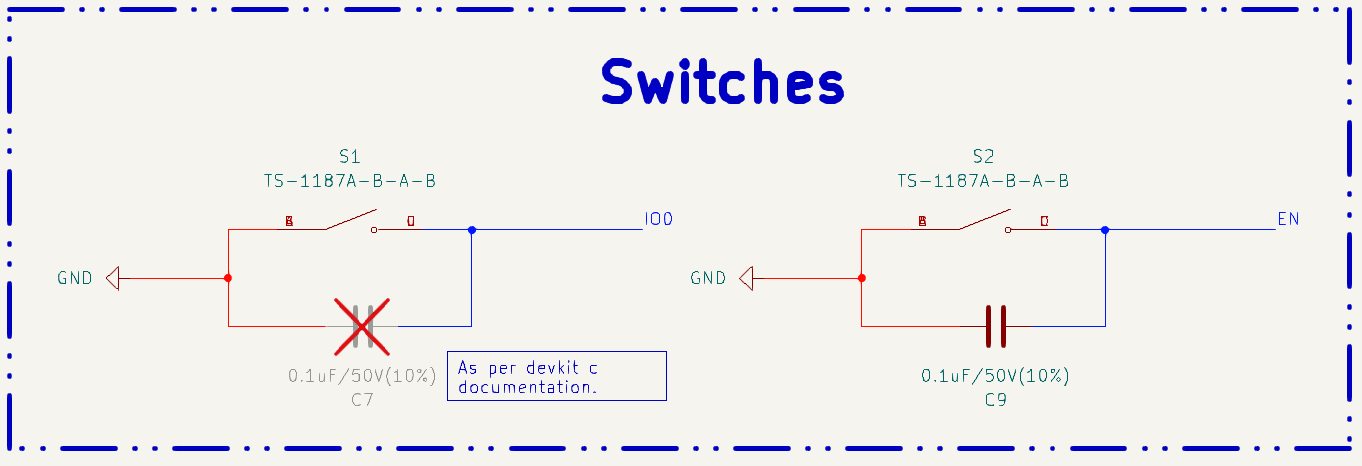 Switches
S1
TS-1187A-B-A-B
IO0
GND
0.1uF/50V(10%)
C7
As per devkit c
documentation.
S2
TS-1187A-B-A-B
EN
GND
0.1uF/50V(10%)
C9